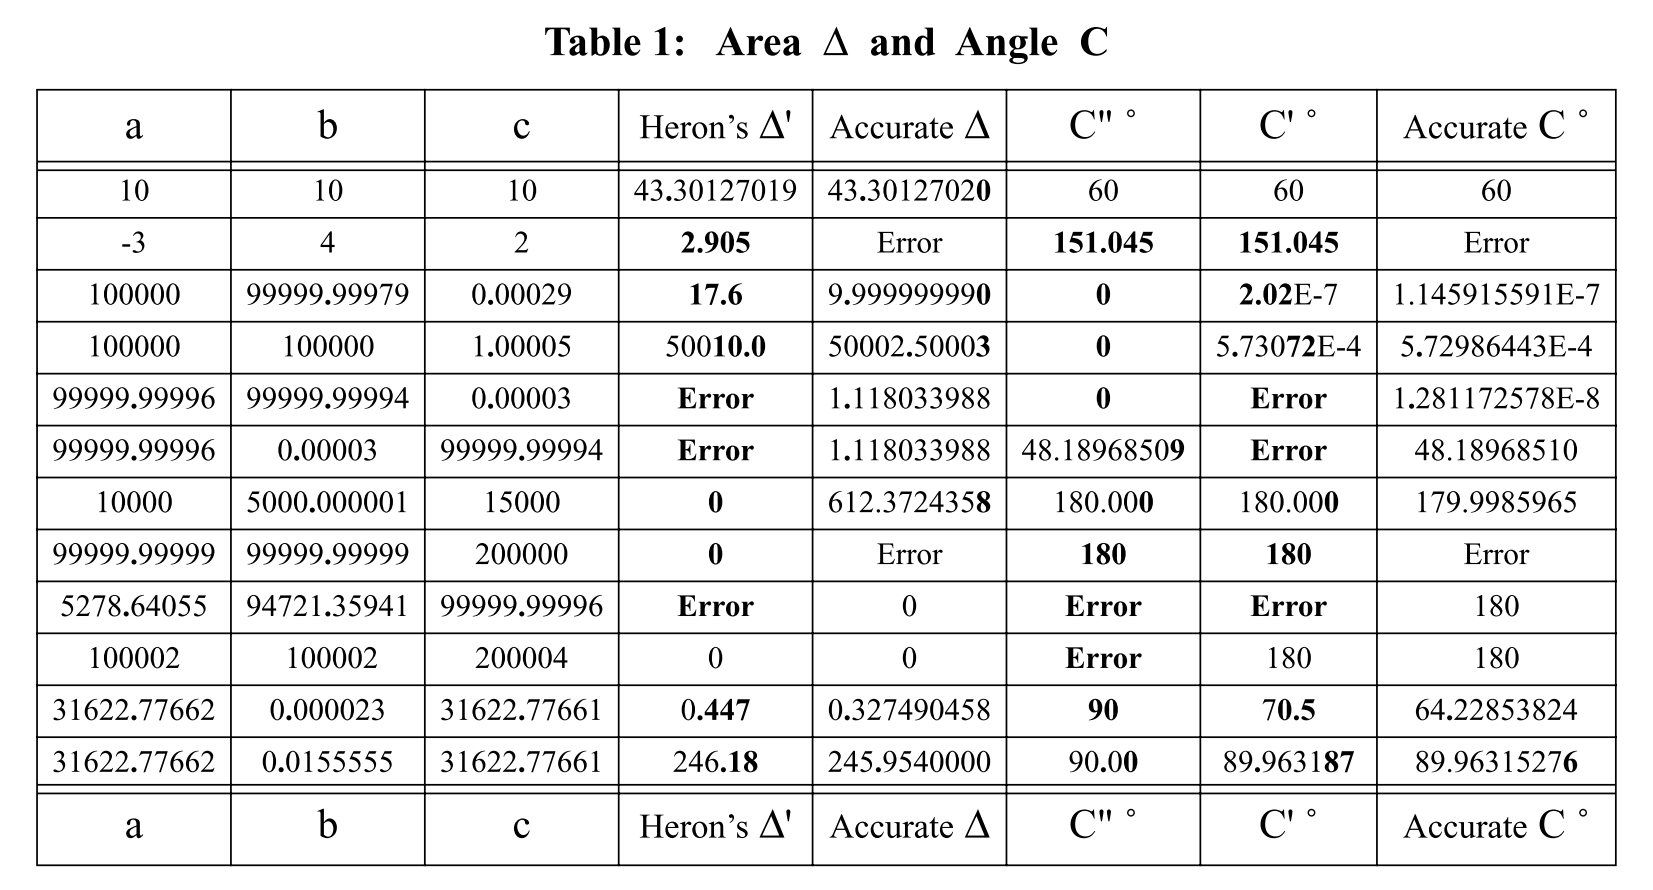 Table 1: Area Δ and Angle C
a b c Heron’s Δ' Accurate Δ C" ° C' ° Accurate C °
10 10 10 43.30127019 43.30127020 60 60 60
-3 4 2 2.905 Error 151.045 151.045 Error
100000 99999.99979 0.00029 17.6 9.999999990 0 2.02E-7 1.145915591E-7
100000 100000 1.00005 50010.0 50002.50003 0 5.73072E-4 5.72986443E-4
99999.99996 99999.99994 0.00003 Error 1.118033988 0 Error 1.281172578E-8
99999.99996 0.00003 99999.99994 Error 1.118033988 48.18968509 Error 48.18968510
10000 5000.000001 15000 0 612.3724358 180.000 180.000 179.9985965
99999.99999 99999.99999 200000 0 Error 180 180 Error
5278.64055 94721.35941 99999.99996 Error 0 Error Error 180
100002 100002 200004 0 0 Error 180 180
31622.77662 0.000023 31622.77661 0.447 0.327490458 90 70.5 64.22853824
31622.77662 0.0155555 31622.77661 246.18 245.9540000 90.00 89.963187 89.963152​76
a b c Heron’s Δ' Accurate Δ C" ° C' ° Accurate C °